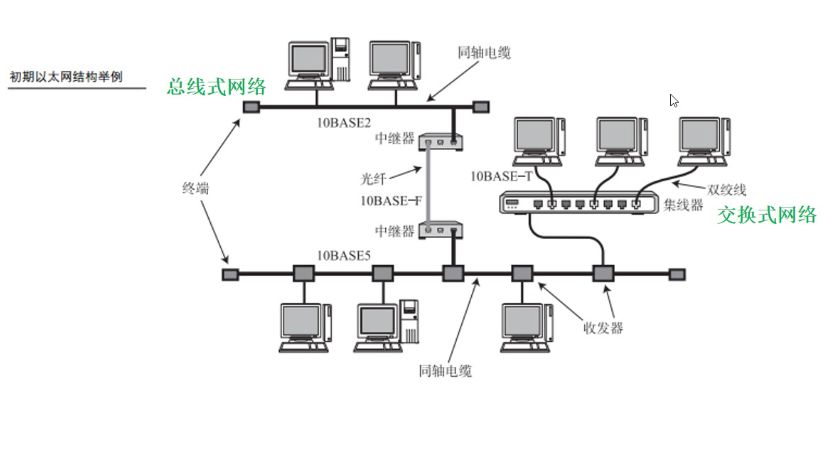 初期以太网结构举例
总线式网络
同轴电缆
10BASE2
中继器
光纤
10BASE-F
终端
中继器
10BASE5
10BASE-T
双绞线
集线器
交换式网络
收发器
同轴电缆